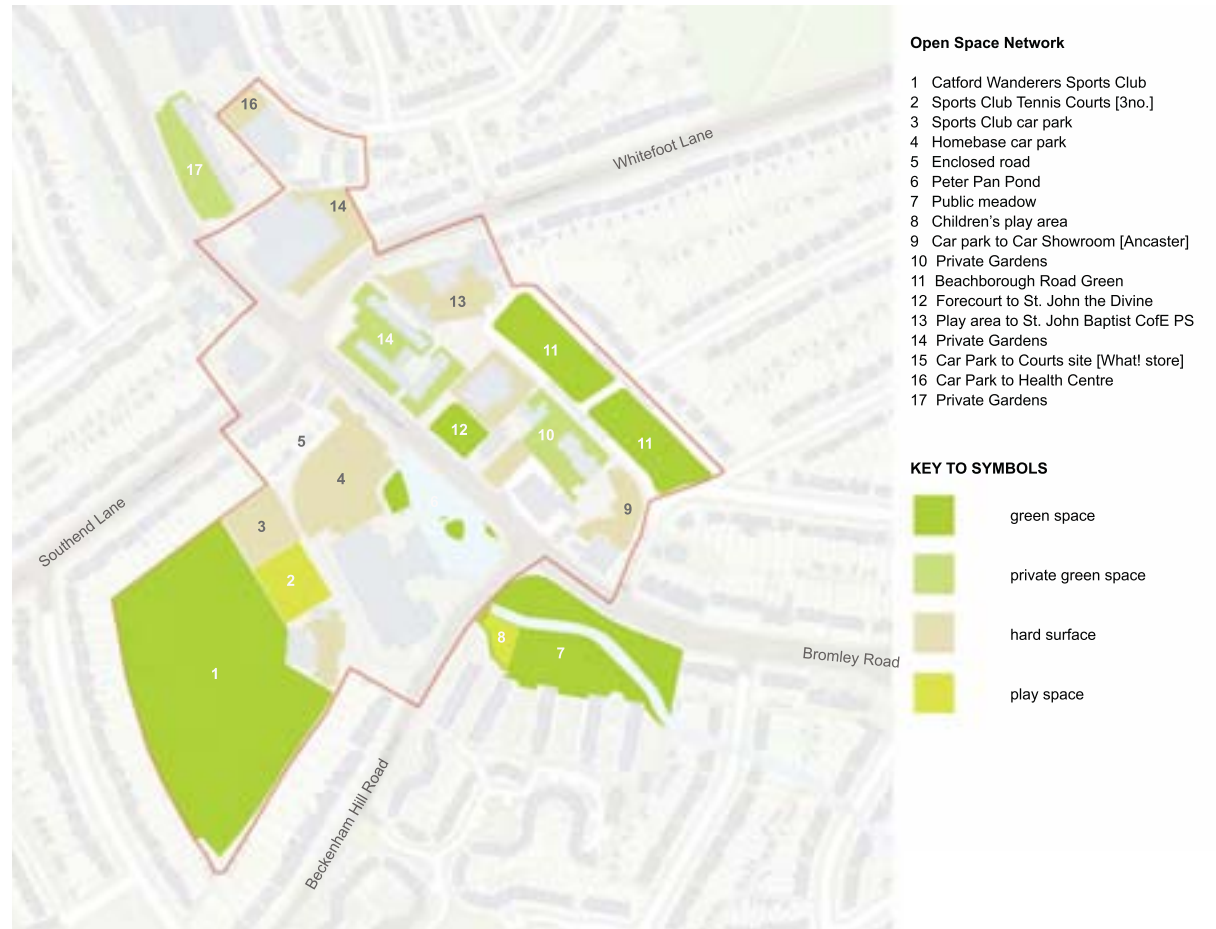 Open Space Network
1 Catford Wanderers Sports Club
2 Sports Club Tennis Courts [3no.]
3 Sports Club car park
4 Homebase car park
5 Enclosed road
6 Peter Pan Pond
7 Public meadow
8 Children's play area
9 Car park to Car Showroom [Ancaster]
10 Private Gardens
11 Beachborough Road Green
12 Forecourt to St. John the Divine
13 Play area to St. John Baptist CofE PS
14 Private Gardens
15 Car Park to Courts site [What! store]
16 Car Park to Health Centre
17 Private Gardens
KEY TO SYMBOLS
green space
private green space
hard surface
play space
16
Whitefoot Lane
17
14
13
14
11
12
10
11
5
4
9
3
Southend Lane
2
8
7
Bromley Road
1
Beckenham Hill Road